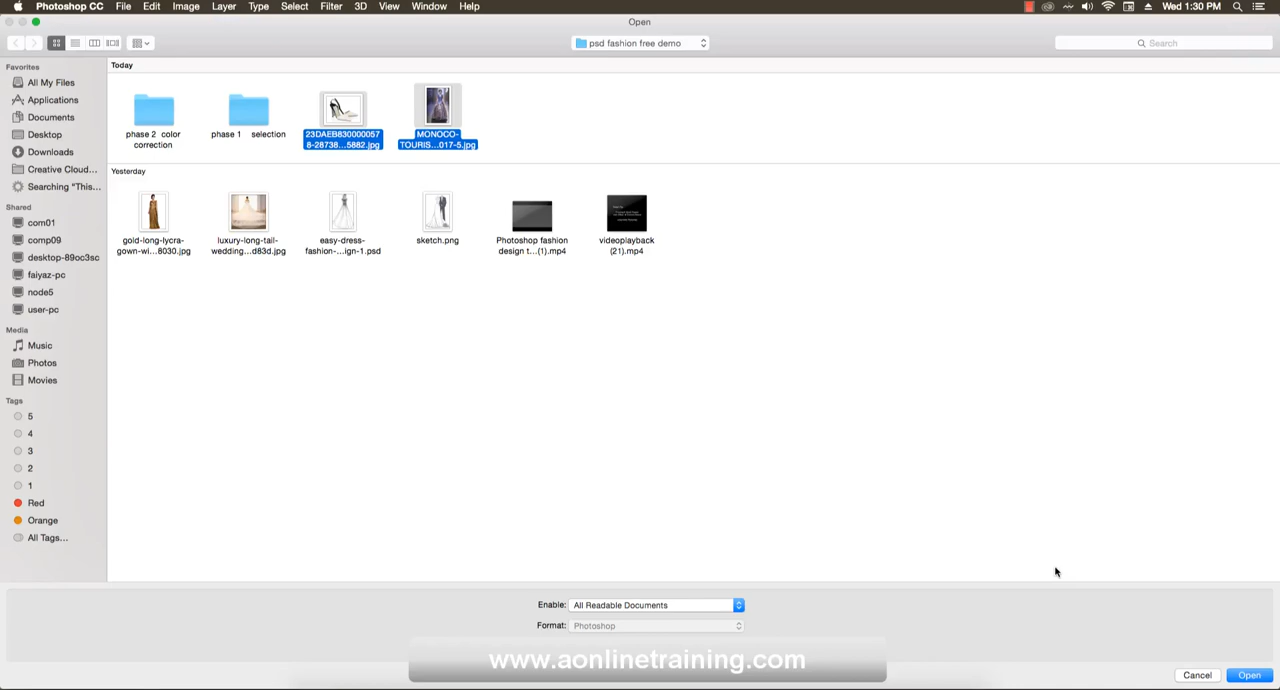 Photoshop CC File Edit Image Layer Type Select Filter 3D View Window Help Wed 1:30 PM
Open
psd fashion free demo
Search
Favorites
All My Files
Applications
Documents
Desktop
Downloads
Creative Cloud...
Searching "This...
Shared
com01
comp09
desktop-89oc3sc
faiyaz-pc
node5
user-pc
Media
Music
Photos
Movies
Tags
5
4
3
2
1
Red
Orange
All Tags...
Today
phase 2 color
correction
phase 1 selection
23DAEB830000057
8-28738...5882.jpg
MONOCO-
TOURIS...017-5.jpg
Yesterday
gold-long-lycra-
gown-wi...8030.jpg
luxury-long-tail-
wedding...d83d.jpg
easy-dress-
fashion-...ign-1.psd
sketch.png
Photoshop fashion
design t...(1).mp4
videoplayback
(21).mp4
Enable: All Readable Documents
Format: Photoshop
www.aonlinetraining.com
Cancel Open